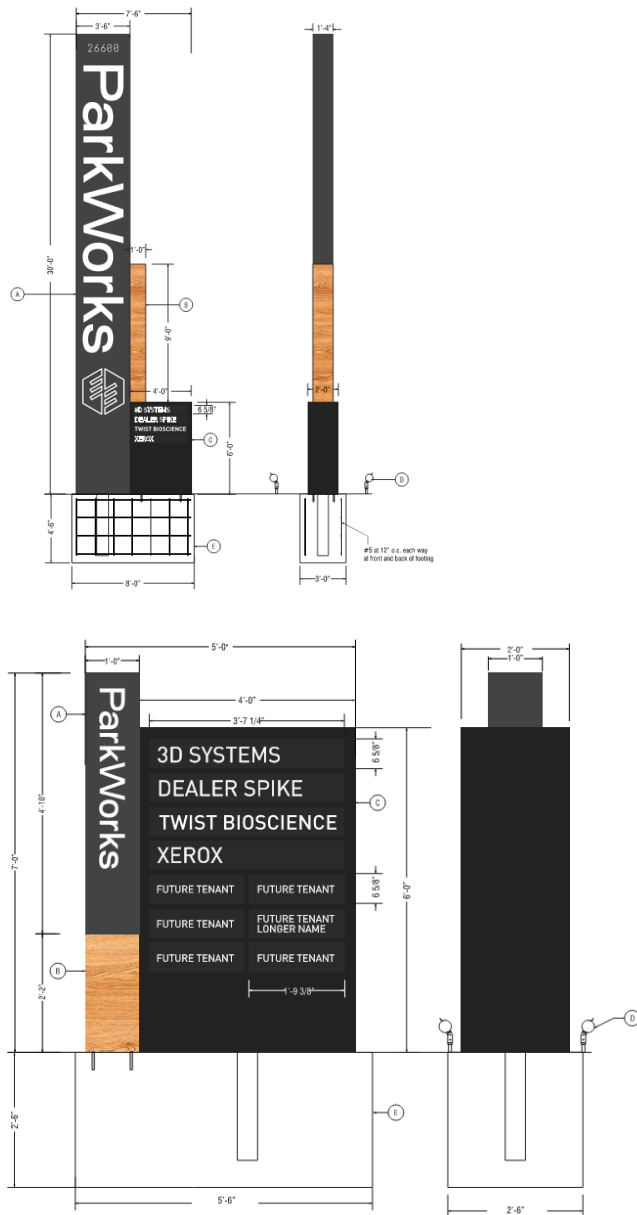 7'-6"
3'-6"
1'-4"
26600
ParkWorks
30'-0"
1'-0"
A
B
9'-0"
4'-0"
2'-0"
3D SYSTEMS
6 5/8"
DEALER SPIKE
TWIST BIOSCIENCE
XEROX
C
6'-0"
D
4'-6"
E
#5 at 12" o.c. each way
at front and back of footing
8'-0"
3'-0"
5'-0"
2'-0"
1'-0"
1'-0"
4'-0"
A
ParkWorks
3'-7 1/4"
3D SYSTEMS
6 5/8"
DEALER SPIKE
C
TWIST BIOSCIENCE
XEROX
4'-10"
7'-0"
FUTURE TENANT FUTURE TENANT
6 5/8"
6'-0"
FUTURE TENANT FUTURE TENANT
LONGER NAME
FUTURE TENANT FUTURE TENANT
B
1'-9 3/8"
2'-2"
D
E
2'-6"
5'-6"
2'-6"